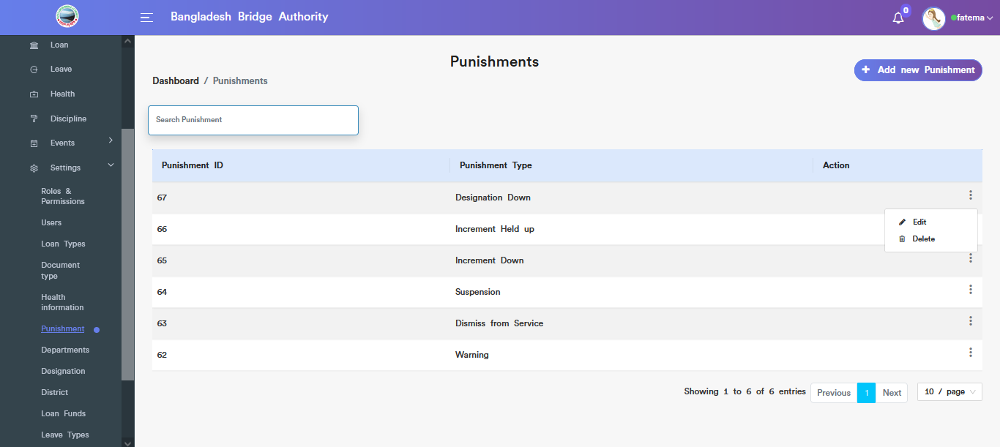 Bangladesh Bridge Authority
0
fatema
Loan
Leave
Health
Discipline
Events
Settings
Roles &
Permissions
Users
Loan Types
Document
type
Health
information
Punishment
Departments
Designation
District
Loan Funds
Leave Types
Punishments
Dashboard / Punishments
+ Add new Punishment
Search Punishment
Punishment ID Punishment Type Action
67 Designation Down
66 Increment Held up
65 Increment Down
64 Suspension
63 Dismiss from Service
62 Warning
Edit
Delete
Showing 1 to 6 of 6 entries Previous 1 Next 10 / page